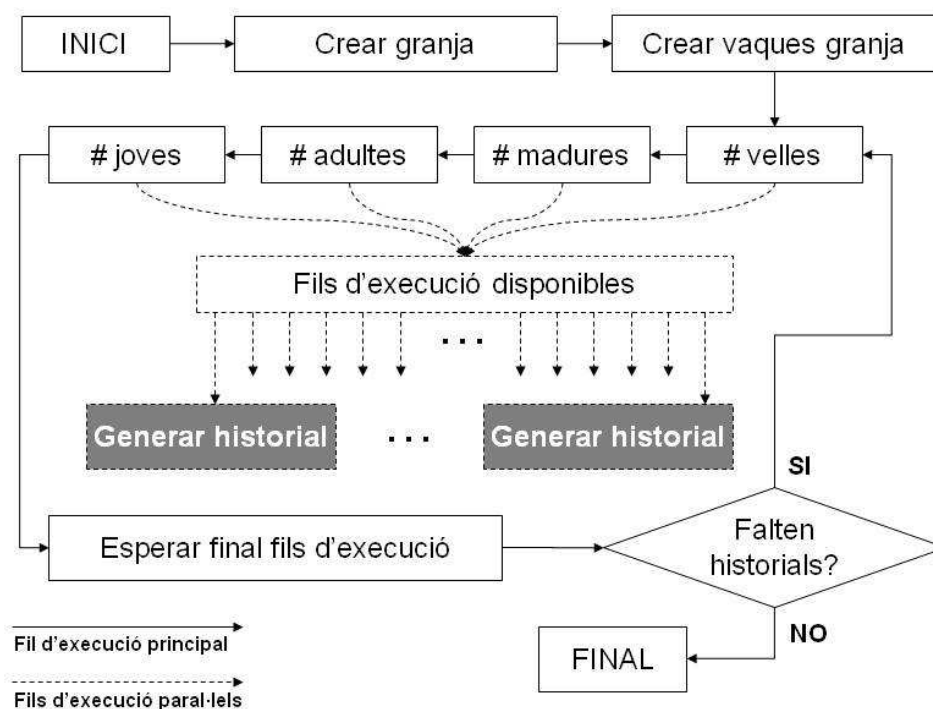 INICI
Crear granja
Crear vaques granja
# joves
# adultes
# madures
# velles
Fils d'execució disponibles
...
Generar historial
...
Generar historial
SI
Esperar final fils d'execució
Falten
historials?
NO
FINAL
Fil d'execució principal
Fils d'execució paral·lels